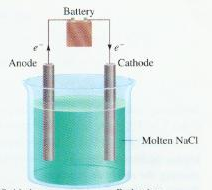 Battery
e⁻ e⁻
Anode Cathode
Molten NaCl